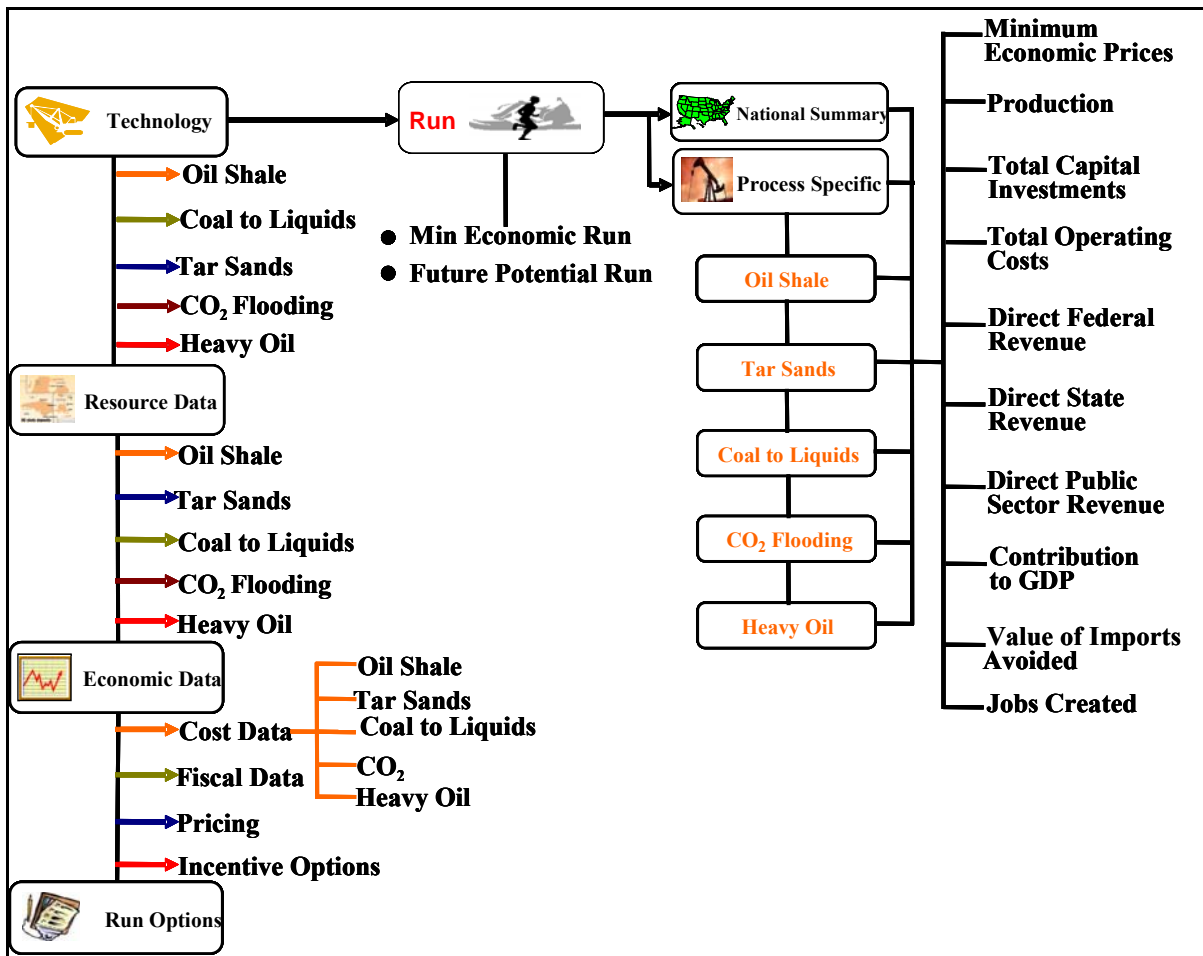 Technology
Oil Shale
Coal to Liquids
Tar Sands
CO₂ Flooding
Heavy Oil
Resource Data
Oil Shale
Tar Sands
Coal to Liquids
CO₂ Flooding
Heavy Oil
Economic Data
Cost Data
Fiscal Data
Pricing
Incentive Options
Oil Shale
Tar Sands
Coal to Liquids
CO₂
Heavy Oil
Run Options
Run
● Min Economic Run
● Future Potential Run
National Summary
Process Specific
Oil Shale
Tar Sands
Coal to Liquids
CO₂ Flooding
Heavy Oil
Minimum
Economic Prices
Production
Total Capital
Investments
Total Operating
Costs
Direct Federal
Revenue
Direct State
Revenue
Direct Public
Sector Revenue
Contribution
to GDP
Value of Imports
Avoided
Jobs Created